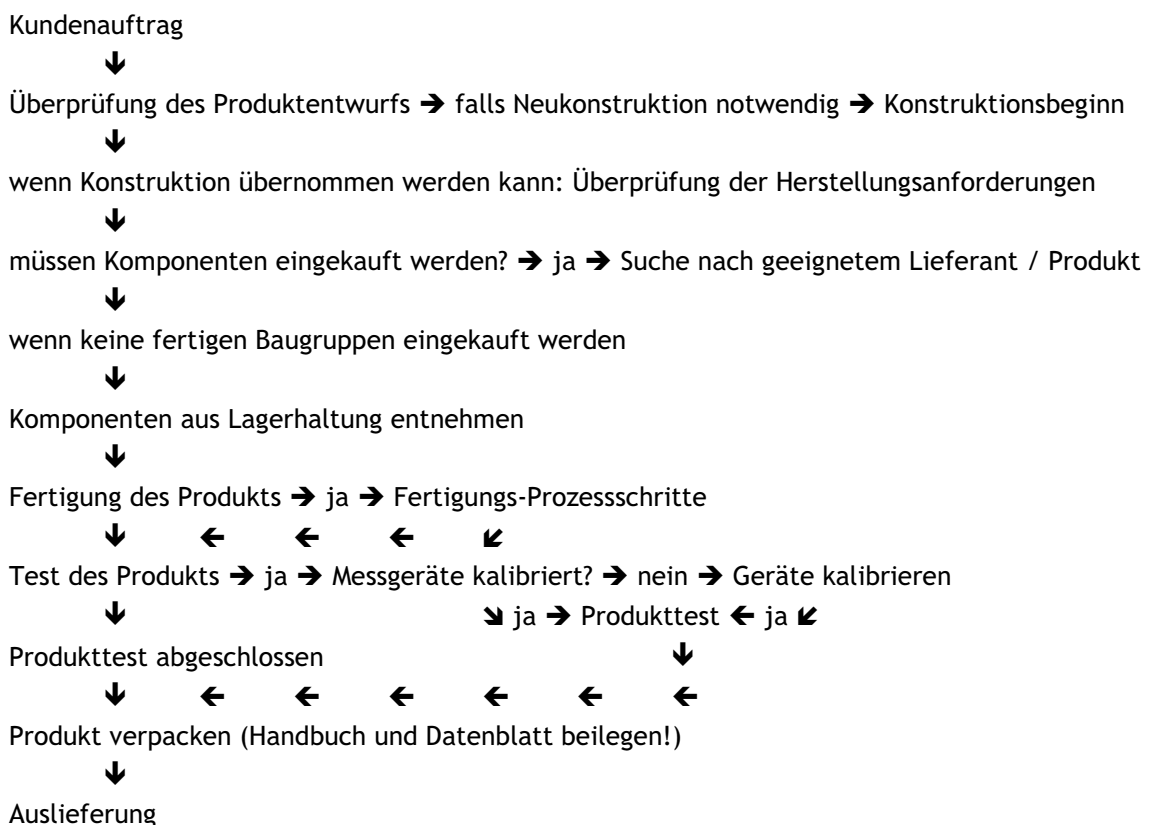 Kundenauftrag
🡻
Überprüfung des Produktentwurfs 🡺 falls Neukonstruktion notwendig 🡺 Konstruktionsbeginn
🡻
wenn Konstruktion übernommen werden kann: Überprüfung der Herstellungsanforderungen
🡻
müssen Komponenten eingekauft werden? 🡺 ja 🡺 Suche nach geeignetem Lieferant / Produkt
🡻
wenn keine fertigen Baugruppen eingekauft werden
🡻
Komponenten aus Lagerhaltung entnehmen
🡻
Fertigung des Produkts 🡺 ja 🡺 Fertigungs-Prozessschritte
🡻 🡸 🡸 🡸 🡿
Test des Produkts 🡺 ja 🡺 Messgeräte kalibriert? 🡺 nein 🡺 Geräte kalibrieren
🡻 🡾 ja 🡺 Produkttest 🡸 ja 🡿
Produkttest abgeschlossen 🡻
🡻 🡸 🡸 🡸 🡸 🡸 🡸
Produkt verpacken (Handbuch und Datenblatt beilegen!)
🡻
Auslieferung